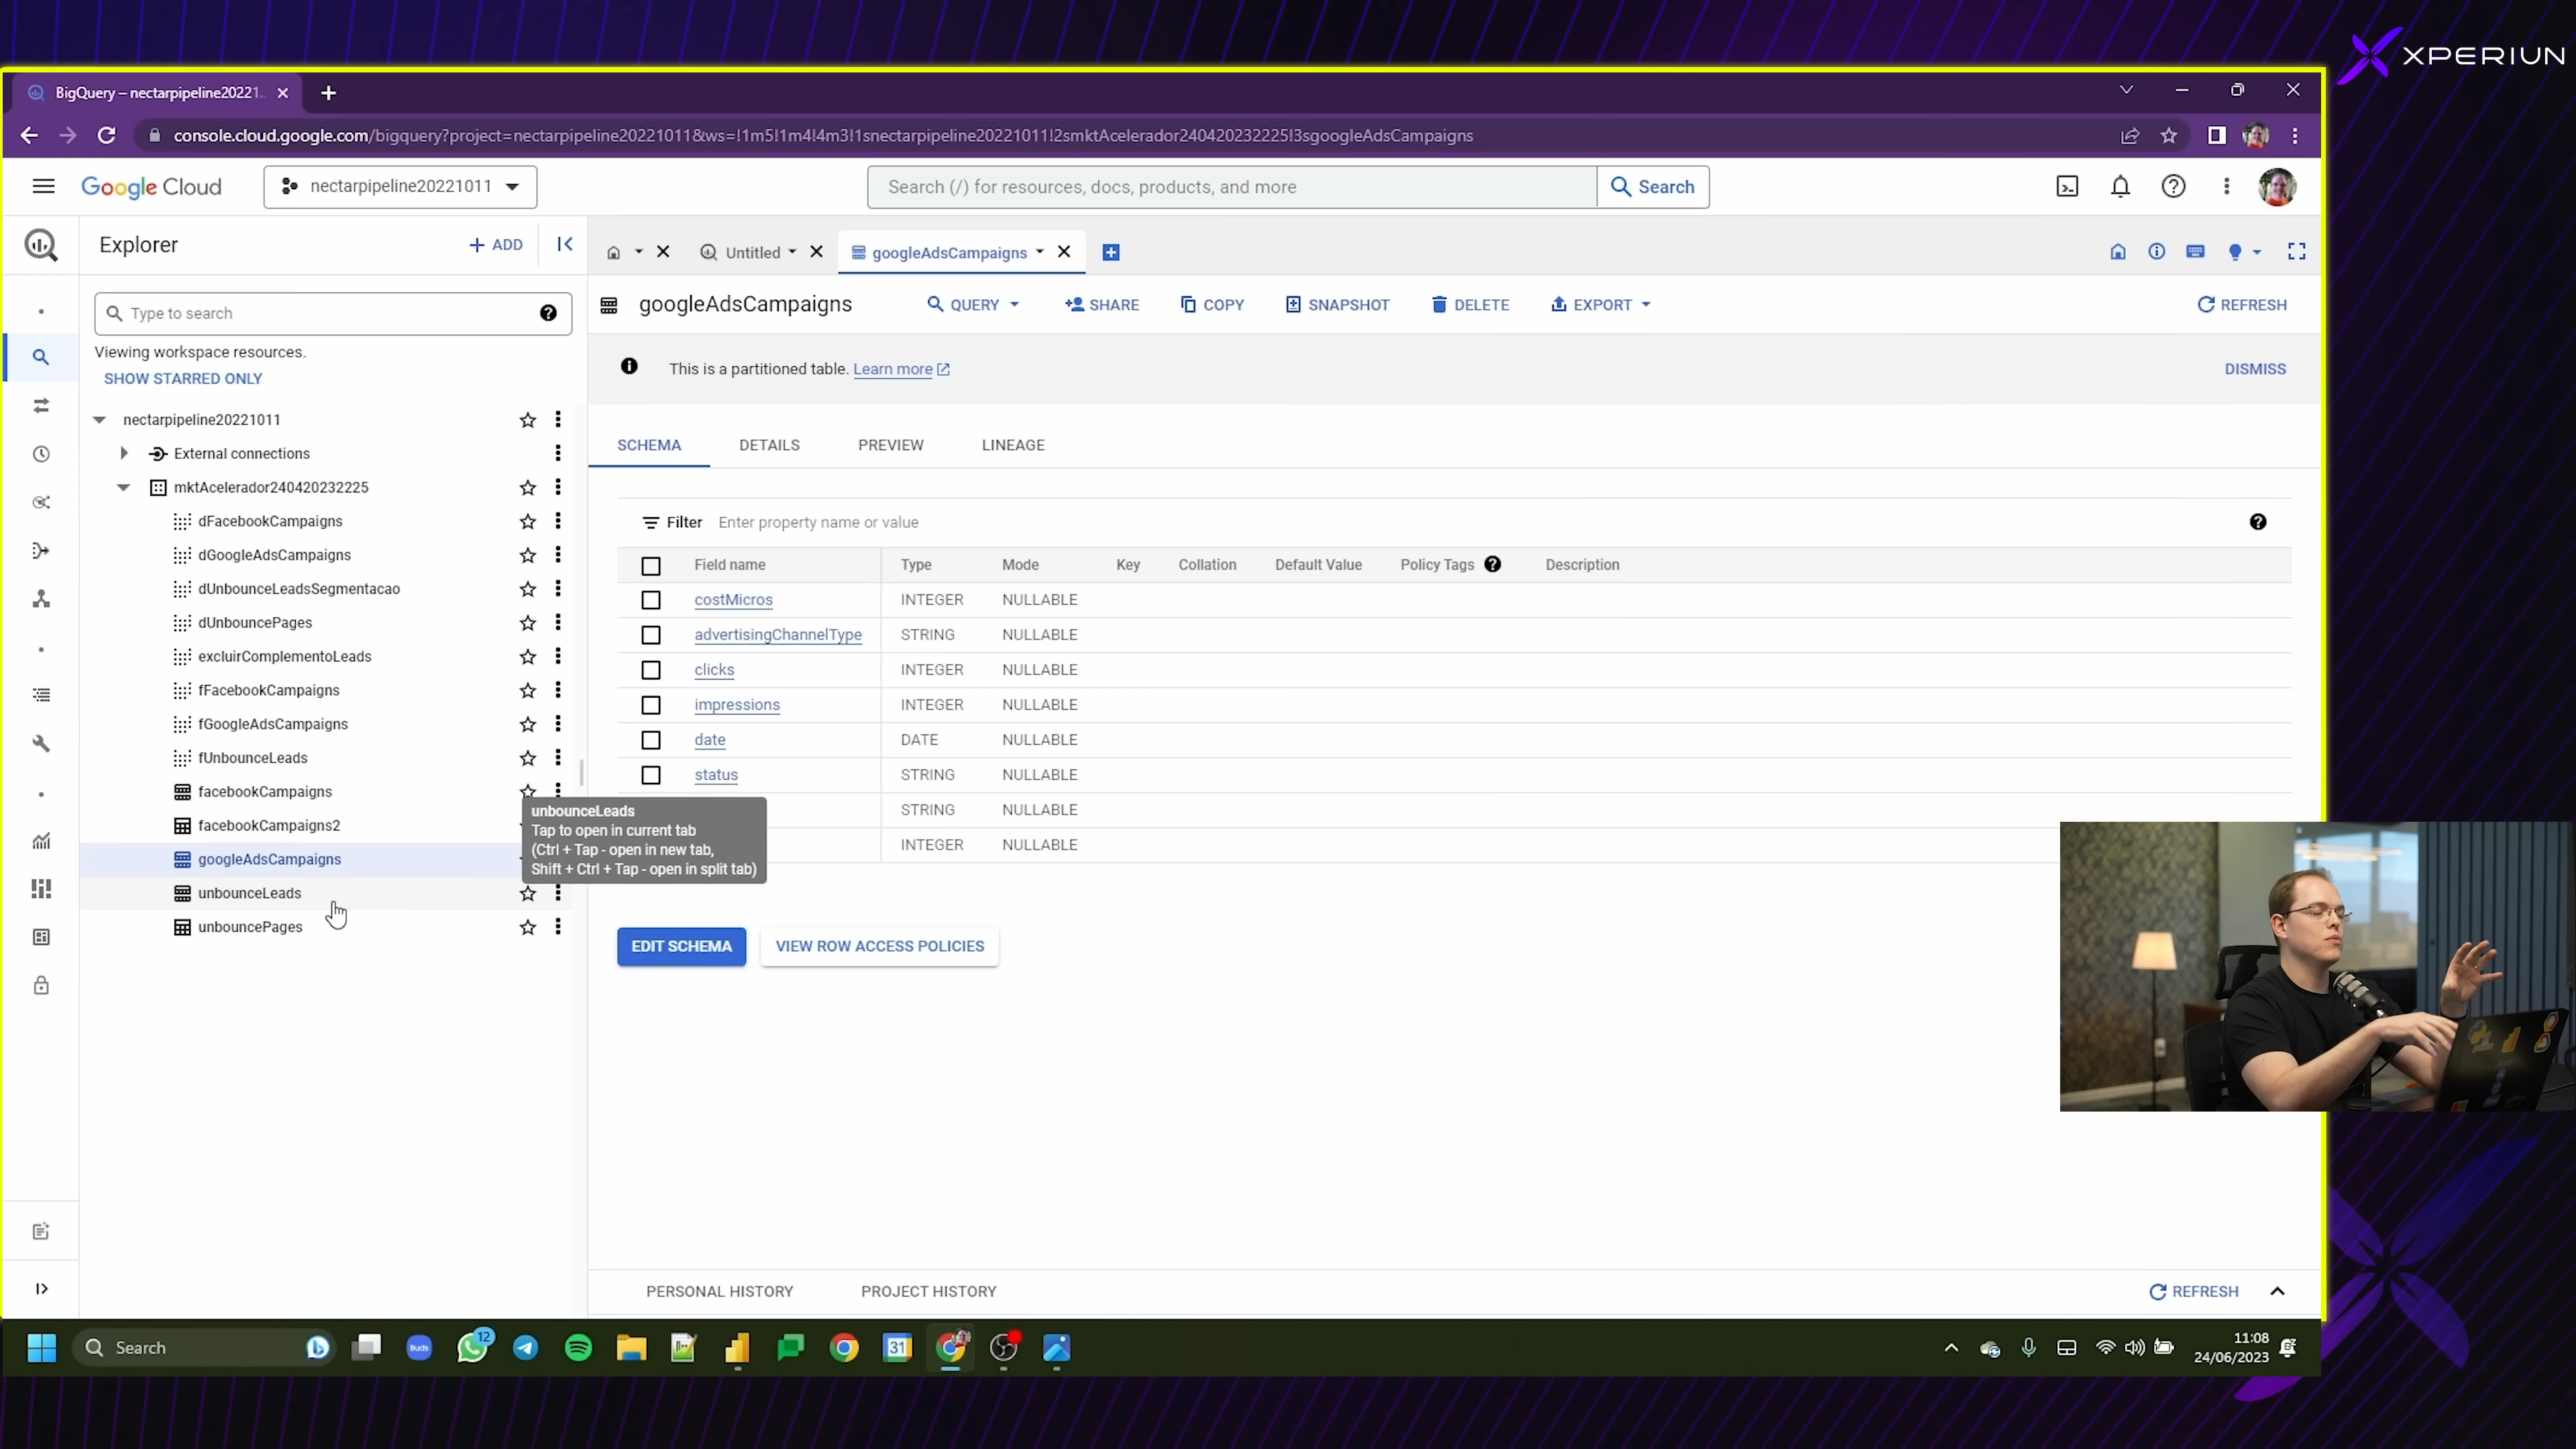 XPERIUN
BigQuery – nectarpipeline20221.
console.cloud.google.com/bigquery?project=nectarpipeline20221011&ws=!1m5!1m4!4m3!1snectarpipeline20221011!2smktAcelerador240420232225!3sgoogleAdsCampaigns
Google Cloud
nectarpipeline20221011
Search (/) for resources, docs, products, and more
Search
Explorer
ADD
Untitled
googleAdsCampaigns
Type to search
googleAdsCampaigns
QUERY
SHARE
COPY
SNAPSHOT
DELETE
EXPORT
REFRESH
Viewing workspace resources.
SHOW STARRED ONLY
This is a partitioned table. Learn more
DISMISS
nectarpipeline20221011
External connections
mktAcelerador240420232225
dFacebookCampaigns
dGoogleAdsCampaigns
dUnbounceLeadsSegmentacao
dUnbouncePages
excluirComplementoLeads
fFacebookCampaigns
fGoogleAdsCampaigns
fUnbounceLeads
facebookCampaigns
facebookCampaigns2
googleAdsCampaigns
unbounceLeads
unbouncePages
unbounceLeads
Tap to open in current tab
(Ctrl + Tap - open in new tab,
Shift + Ctrl + Tap - open in split tab)
SCHEMA
DETAILS
PREVIEW
LINEAGE
Filter Enter property name or value
Field name Type Mode Key Collation Default Value Policy Tags Description
costMicros INTEGER NULLABLE
advertisingChannelType STRING NULLABLE
clicks INTEGER NULLABLE
impressions INTEGER NULLABLE
date DATE NULLABLE
status STRING NULLABLE
STRING NULLABLE
INTEGER NULLABLE
EDIT SCHEMA
VIEW ROW ACCESS POLICIES
PERSONAL HISTORY
PROJECT HISTORY
REFRESH
Search
Buds
12
31
11:08
24/06/2023